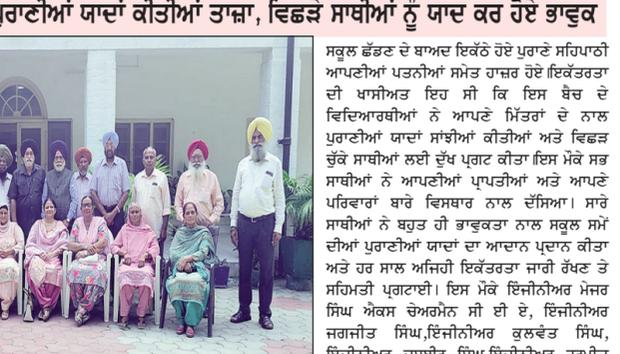 ਪੁਰਾਣੀਆਂ ਯਾਦਾਂ ਕੀਤੀਆਂ ਤਾਜ਼ਾ, ਵਿਛੜੇ ਸਾਥੀਆਂ ਨੂੰ ਯਾਦ ਕਰ ਹੋਏ ਭਾਵੁਕ
ਸਕੂਲ ਛੱਡਣ ਦੇ ਬਾਅਦ ਇਕੱਠੇ ਹੋਏ ਪੁਰਾਣੇ ਸਹਿਪਾਠੀ
ਆਪਣੀਆਂ ਪਤਨੀਆਂ ਸਮੇਤ ਹਾਜ਼ਰ ਹੋਏ।ਇਕੱਤਰਤਾ
ਦੀ ਖਾਸੀਅਤ ਇਹ ਸੀ ਕਿ ਇਸ ਬੈਚ ਦੇ
ਵਿਦਿਆਰਥੀਆਂ ਨੇ ਆਪਣੇ ਮਿੱਤਰਾਂ ਦੇ ਨਾਲ
ਪੁਰਾਣੀਆਂ ਯਾਦਾਂ ਸਾਂਝੀਆਂ ਕੀਤੀਆਂ ਅਤੇ ਵਿਛੜ
ਚੁੱਕੇ ਸਾਥੀਆਂ ਲਈ ਦੁੱਖ ਪ੍ਰਗਟ ਕੀਤਾ।ਇਸ ਮੌਕੇ ਸਭ
ਸਾਥੀਆਂ ਨੇ ਆਪਣੀਆਂ ਪ੍ਰਾਪਤੀਆਂ ਅਤੇ ਆਪਣੇ
ਪਰਿਵਾਰਾਂ ਬਾਰੇ ਵਿਸਥਾਰ ਨਾਲ ਦੱਸਿਆ। ਸਾਰੇ
ਸਾਥੀਆਂ ਨੇ ਬਹੁਤ ਹੀ ਭਾਵੁਕਤਾ ਨਾਲ ਸਕੂਲ ਸਮੇਂ
ਦੀਆਂ ਪੁਰਾਣੀਆਂ ਯਾਦਾਂ ਦਾ ਆਦਾਨ ਪ੍ਰਦਾਨ ਕੀਤਾ
ਅਤੇ ਹਰ ਸਾਲ ਅਜਿਹੀ ਇਕੱਤਰਤਾ ਜਾਰੀ ਰੱਖਣ ਤੇ
ਸਹਿਮਤੀ ਪ੍ਰਗਟਾਈ। ਇਸ ਮੌਕੇ ਇੰਜੀਨੀਅਰ ਮੇਜਰ
ਸਿੰਘ ਐਕਸ ਚੇਅਰਮੈਨ ਸੀ ਈ ਏ, ਇੰਜੀਨੀਅਰ
ਜਗਜੀਤ ਸਿੰਘ,ਇੰਜੀਨੀਅਰ ਕੁਲਵੰਤ ਸਿੰਘ,